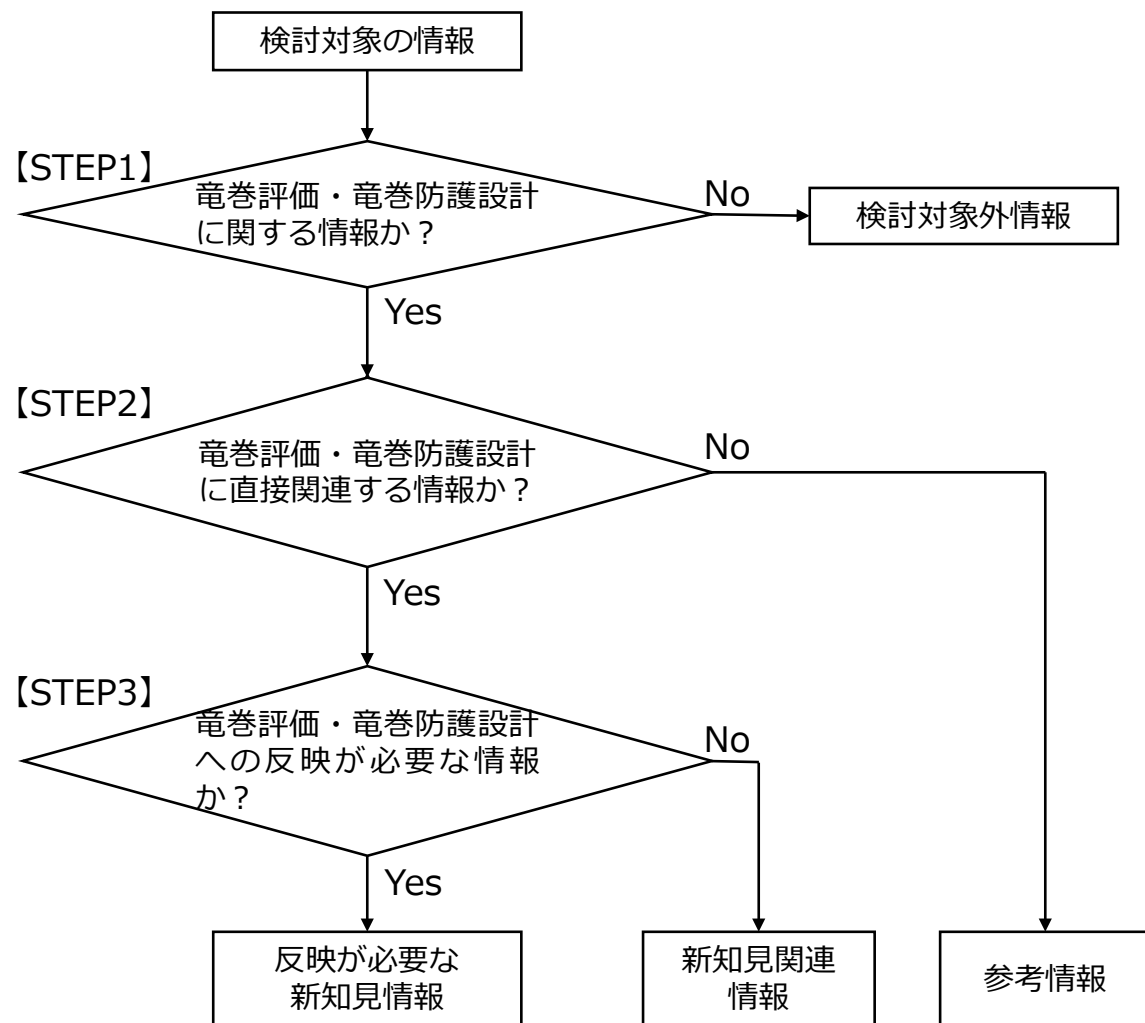 検討対象の情報
【STEP1】
竜巻評価・竜巻防護設計
に関する情報か？
No
検討対象外情報
Yes
【STEP2】
竜巻評価・竜巻防護設計
に直接関連する情報か？
No
Yes
【STEP3】
竜巻評価・竜巻防護設計
への反映が必要な情報
か？
No
Yes
反映が必要な
新知見情報
新知見関連
情報
参考情報